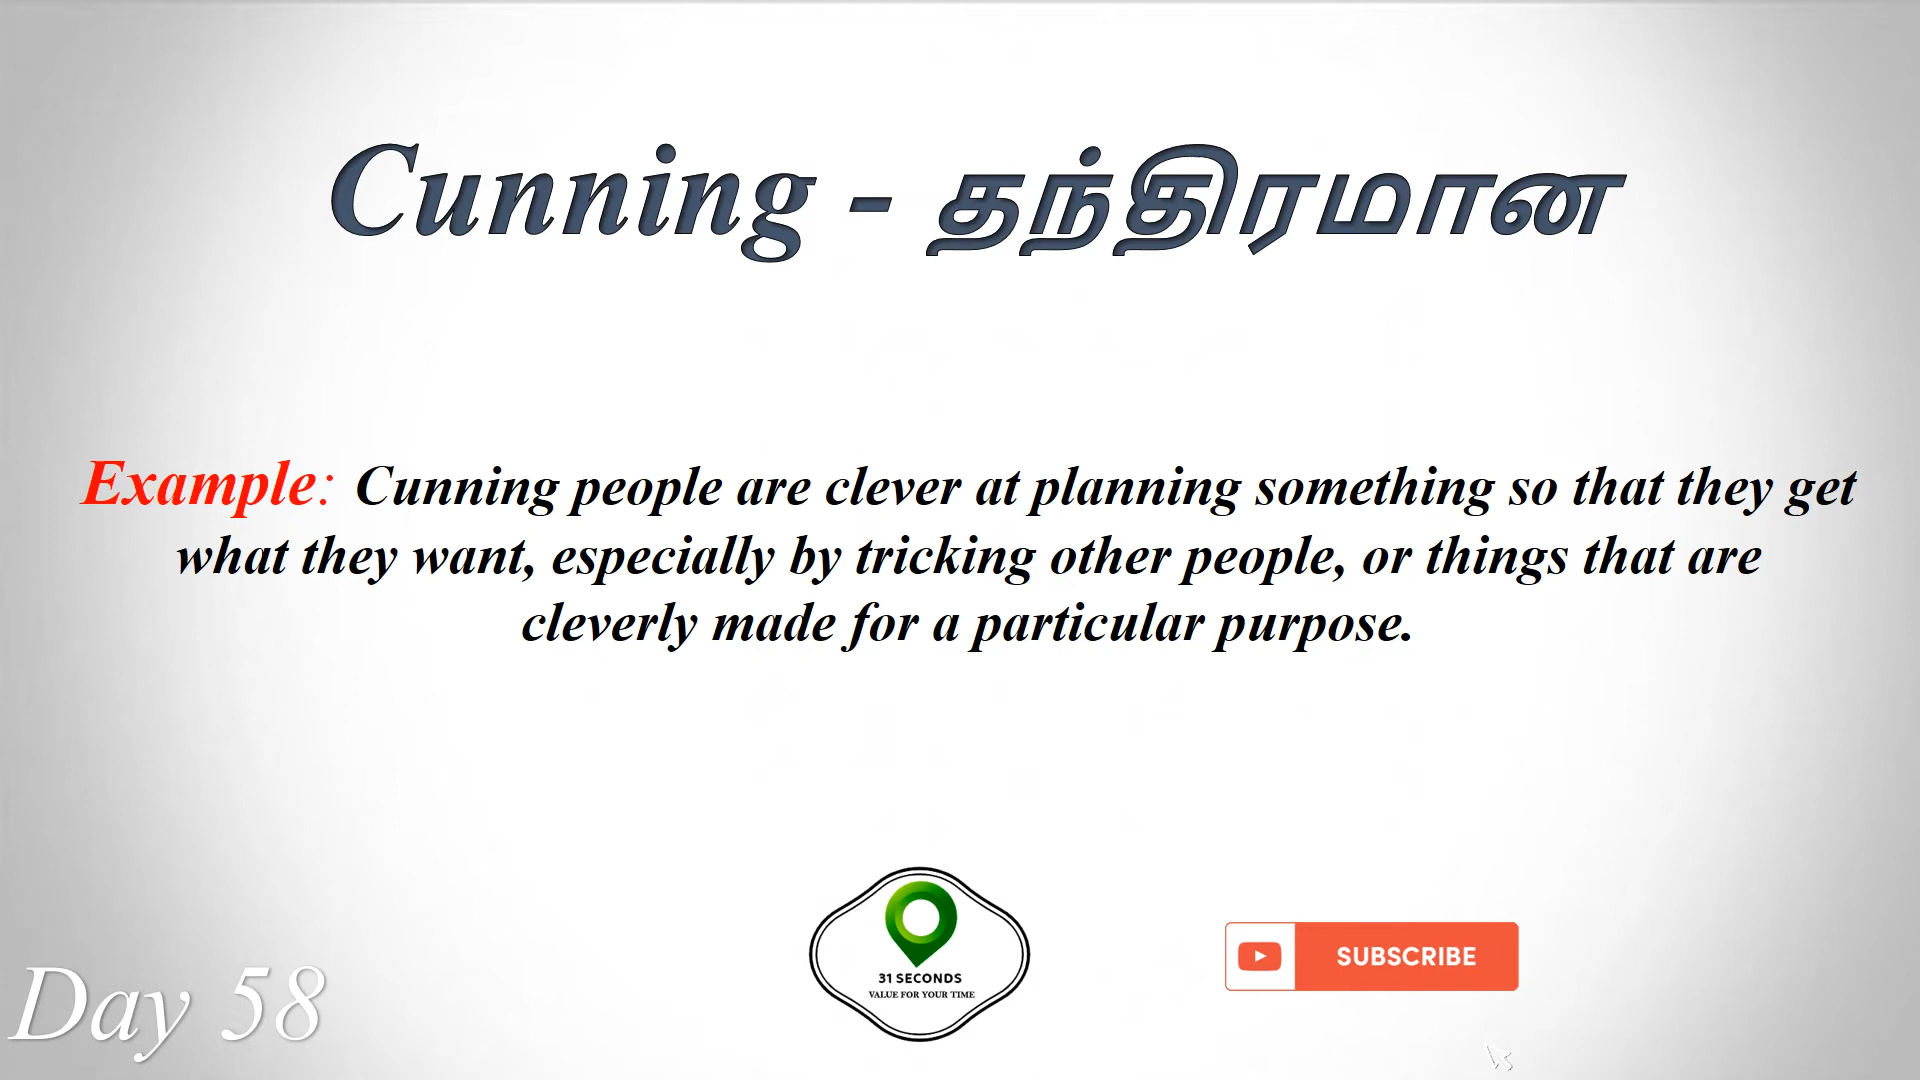 Cunning - தந்திரமான
Example: Cunning people are clever at planning something so that they get
what they want, especially by tricking other people, or things that are
cleverly made for a particular purpose.
31 SECONDS
VALUE FOR YOUR TIME
SUBSCRIBE
Day 58